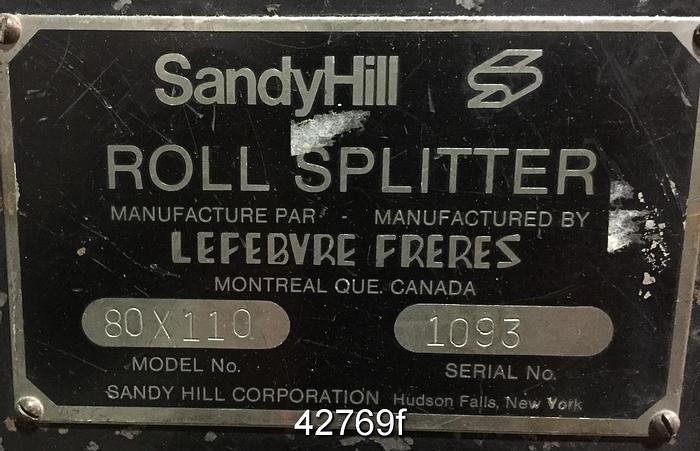 SandyHill
ROLL SPLITTER
MANUFACTURE PAR - MANUFACTURED BY
LEFEBVRE FRERES
MONTREAL QUE. CANADA
80X110 1093
MODEL No. SERIAL No.
SANDY HILL CORPORATION Hudson Falls, New York
42769f